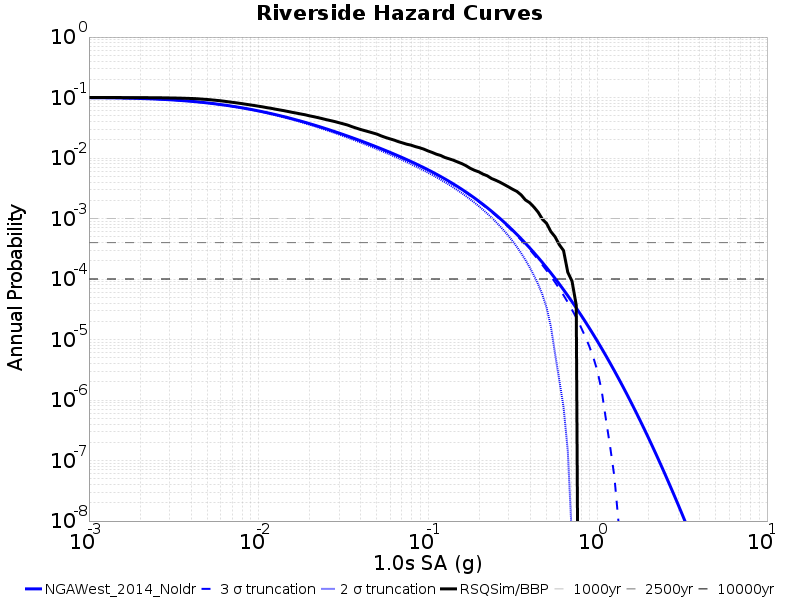 Riverside Hazard Curves
10^0
10^-1
10^-2
10^-3
10^-4
10^-5
10^-6
10^-7
10^-8
Annual Probability
10^-3 10^-2 10^-1 10^0 10^1
1.0s SA (g)
NGAWest_2014_NoIdr 3 σ truncation 2 σ truncation RSQSim/BBP 1000yr 2500yr 10000yr